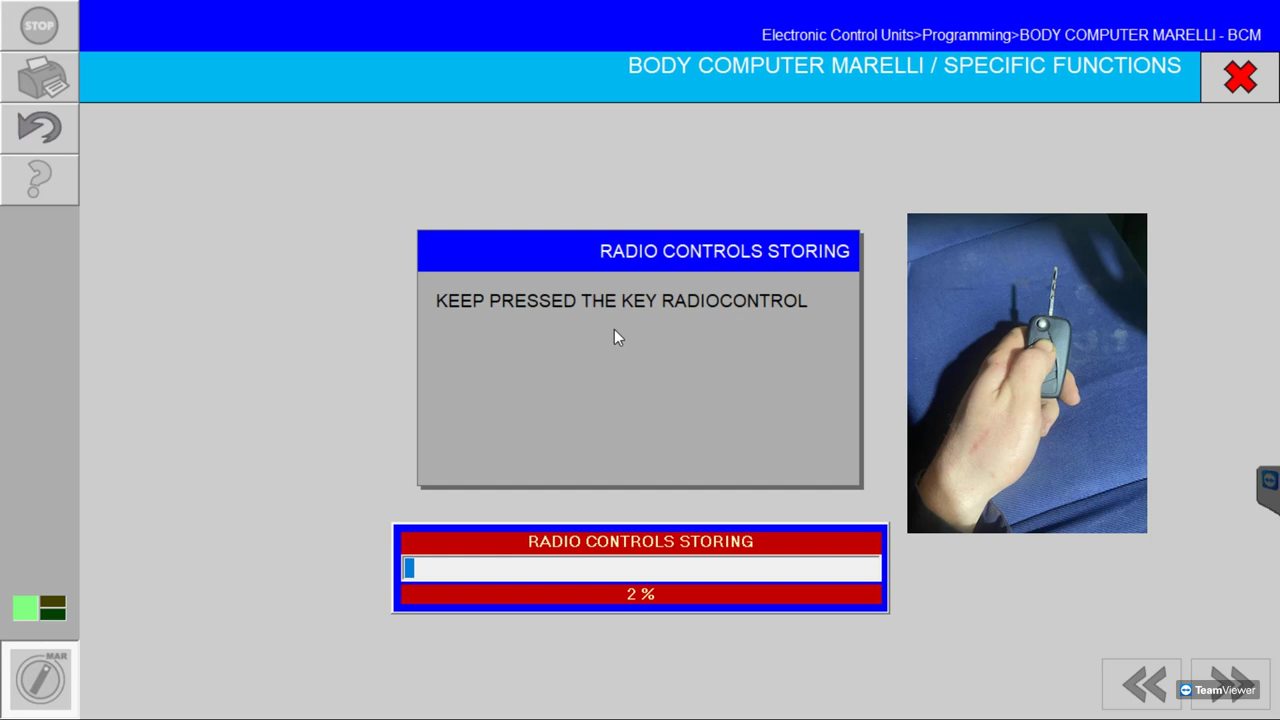 STOP
Electronic Control Units>Programming>BODY COMPUTER MARELLI - BCM
BODY COMPUTER MARELLI / SPECIFIC FUNCTIONS
RADIO CONTROLS STORING
KEEP PRESSED THE KEY RADIOCONTROL
RADIO CONTROLS STORING
2 %
MAR
TeamViewer